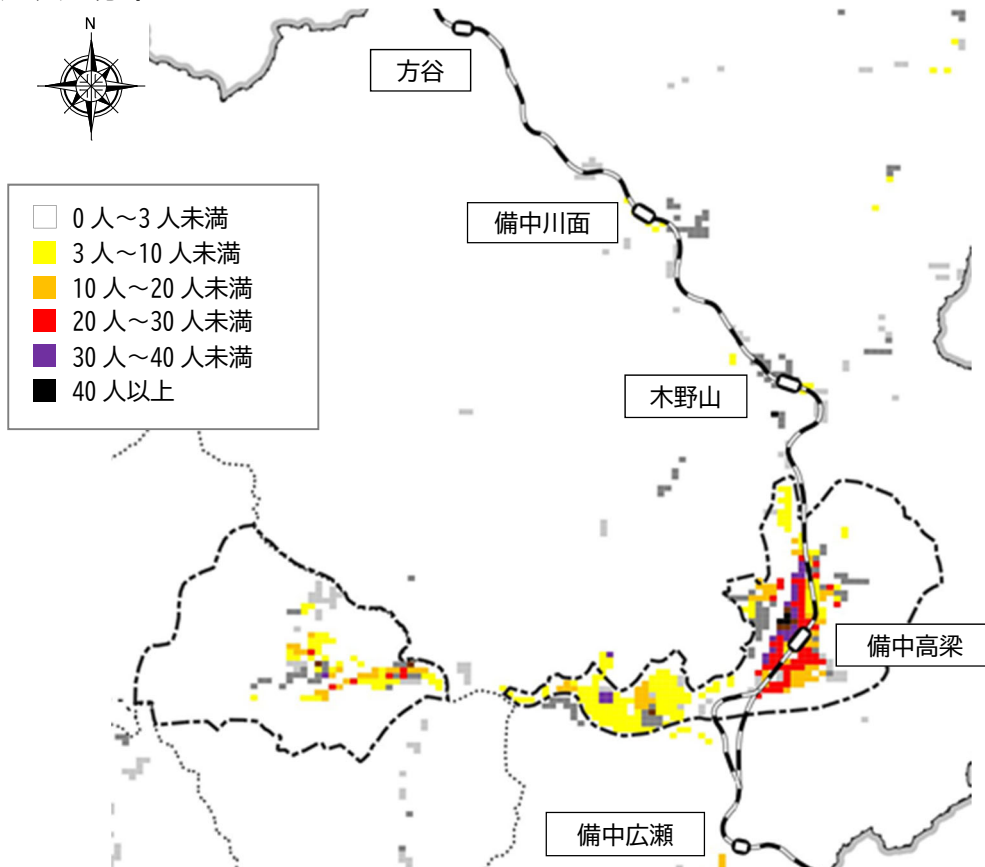 N
方谷
備中川面
0 人～3 人未満
3 人～10 人未満
10 人～20 人未満
20 人～30 人未満
30 人～40 人未満
40 人以上
木野山
備中高梁
備中広瀬